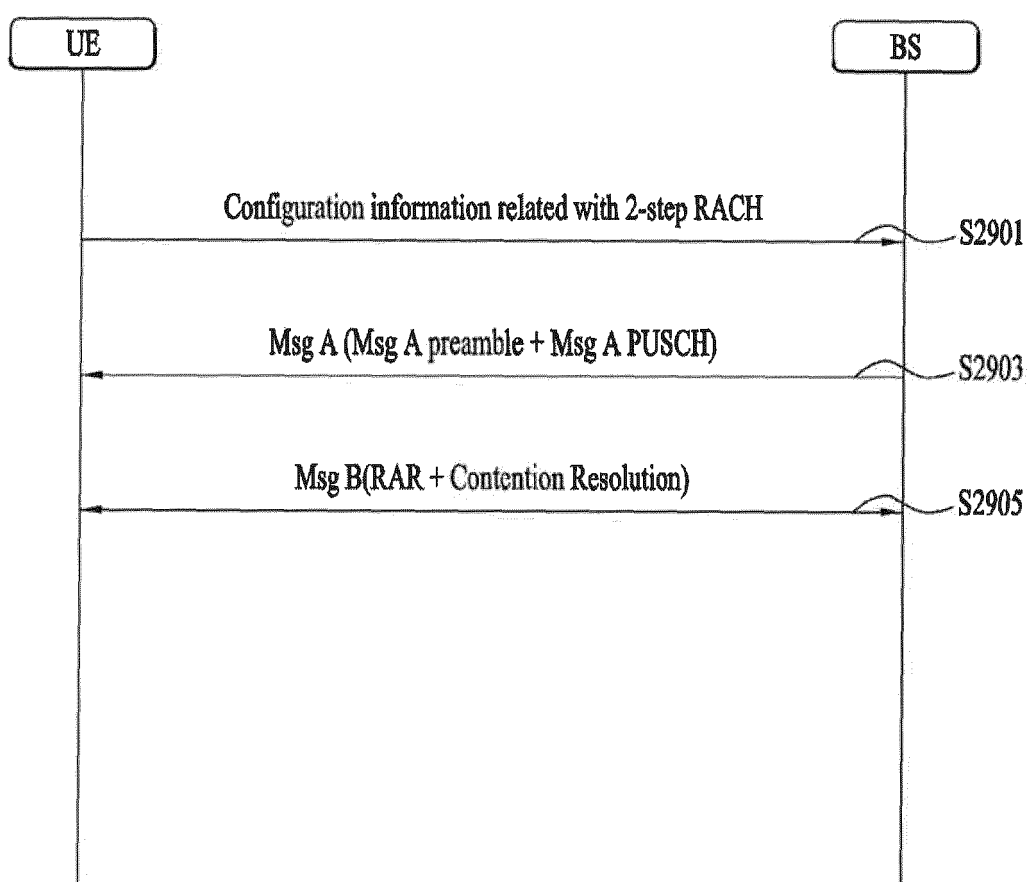 UE
BS
Configuration information related with 2-step RACH
S2901
Msg A (Msg A preamble + Msg A PUSCH)
S2903
Msg B(RAR + Contention Resolution)
S2905